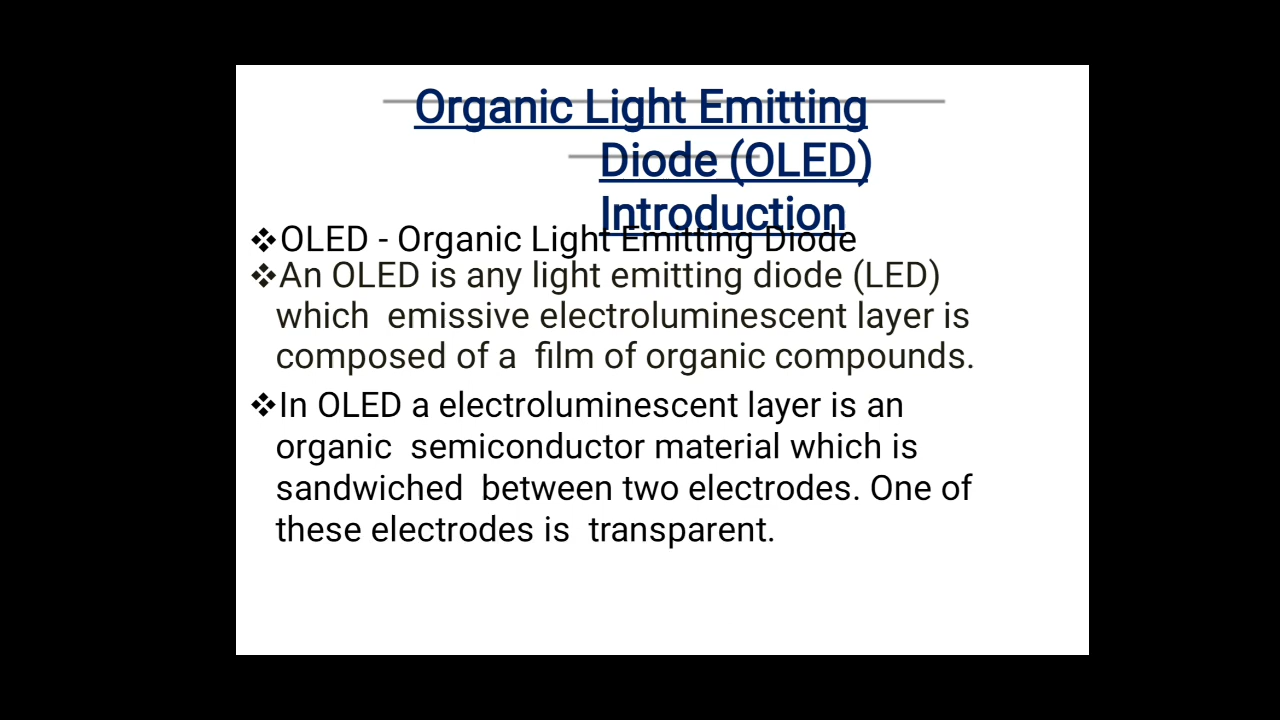 Organic Light Emitting
Diode (OLED)
Introduction
❖OLED - Organic Light Emitting Diode
❖An OLED is any light emitting diode (LED)
which  emissive electroluminescent layer is
composed of a  film of organic compounds.
❖In OLED a electroluminescent layer is an
organic  semiconductor material which is
sandwiched  between two electrodes. One of
these electrodes is  transparent.